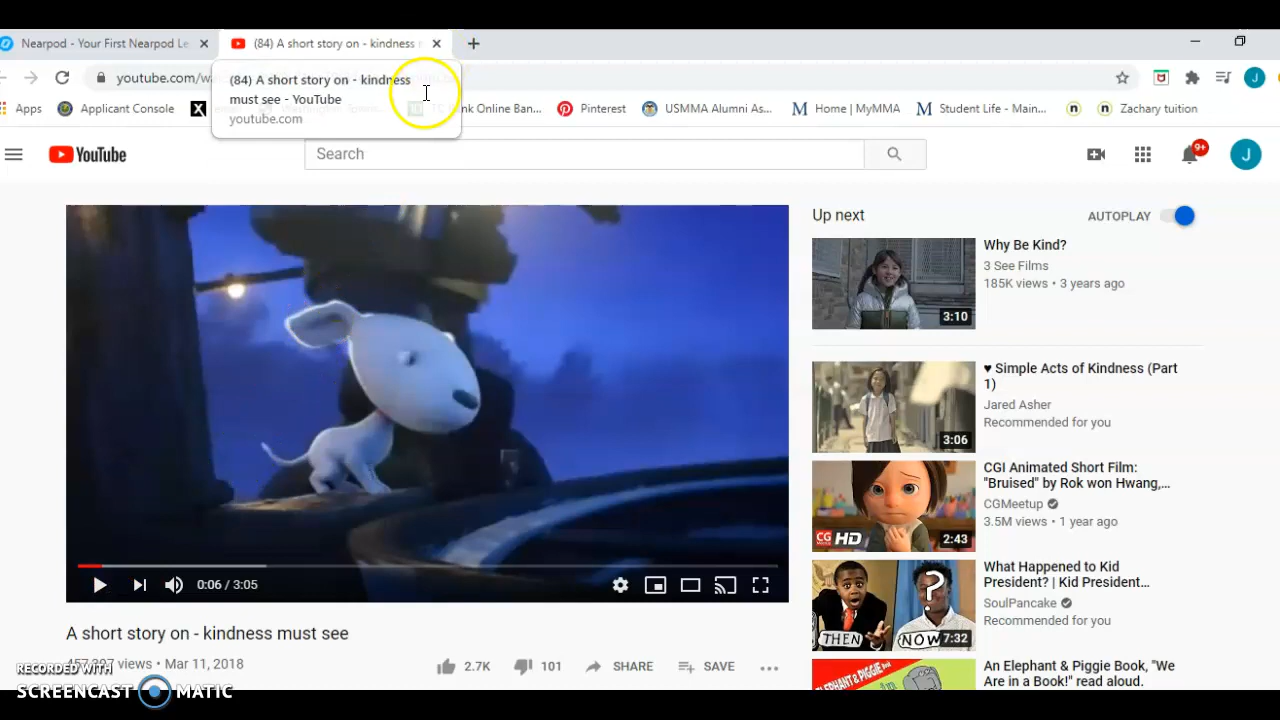 Nearpod - Your First Nearpod Le
(84) A short story on - kindness
youtube.com/wa
(84) A short story on - kindness
must see - YouTube
youtube.com
Apps
Applicant Console
Bank Online Ban...
Pinterest
USMMA Alumni As...
Home | MyMMA
Student Life - Main...
Zachary tuition
YouTube
Search
9+
J
J
Up next
AUTOPLAY
Why Be Kind?
3 See Films
185K views • 3 years ago
3:10
♥ Simple Acts of Kindness (Part
1)
Jared Asher
Recommended for you
3:06
CGI Animated Short Film:
"Bruised" by Rok won Hwang,...
CGMeetup
3.5M views • 1 year ago
CG HD
2:43
What Happened to Kid
President? | Kid President...
SoulPancake
Recommended for you
THEN NOW
?
7:32
An Elephant & Piggie Book, "We
Are in a Book!" read aloud.
ELEPHANT & PIGGIE
0:06 / 3:05
A short story on - kindness must see
views • Mar 11, 2018
2.7K
101
SHARE
SAVE
RECORDED WITH
SCREENCAST MATIC